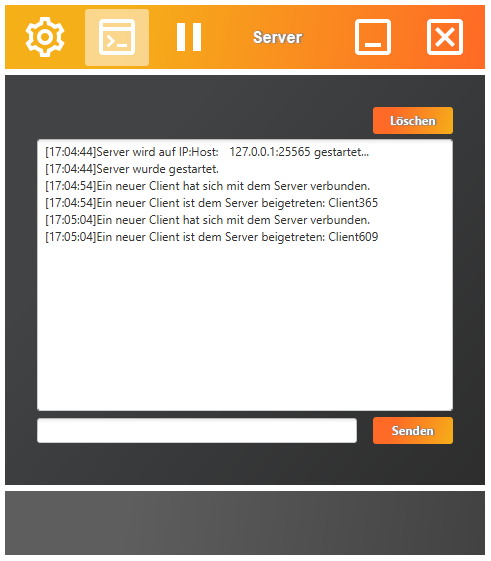 Server
Löschen
[17:04:44]Server wird auf IP:Host: 127.0.0.1:25565 gestartet...
[17:04:44]Server wurde gestartet.
[17:04:54]Ein neuer Client hat sich mit dem Server verbunden.
[17:04:54]Ein neuer Client ist dem Server beigetreten: Client365
[17:05:04]Ein neuer Client hat sich mit dem Server verbunden.
[17:05:04]Ein neuer Client ist dem Server beigetreten: Client609
Senden